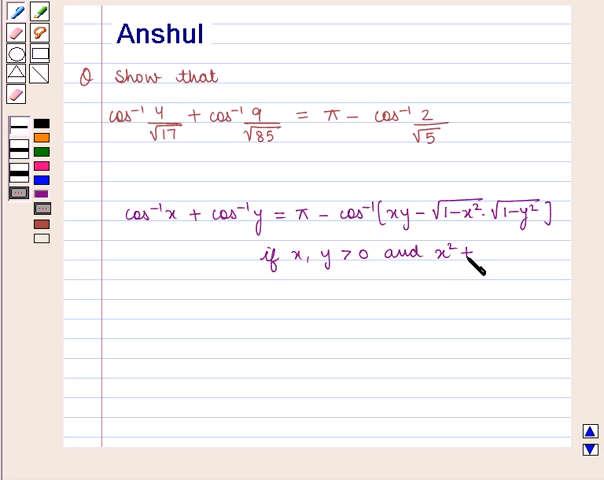 Anshul
Q Show that
cos⁻¹ 4/√17 + cos⁻¹ 9/√85 = π − cos⁻¹ 2/√5
cos⁻¹x + cos⁻¹y = π − cos⁻¹[xy − √1−x² · √1−y²]
if x, y > 0 and x² +